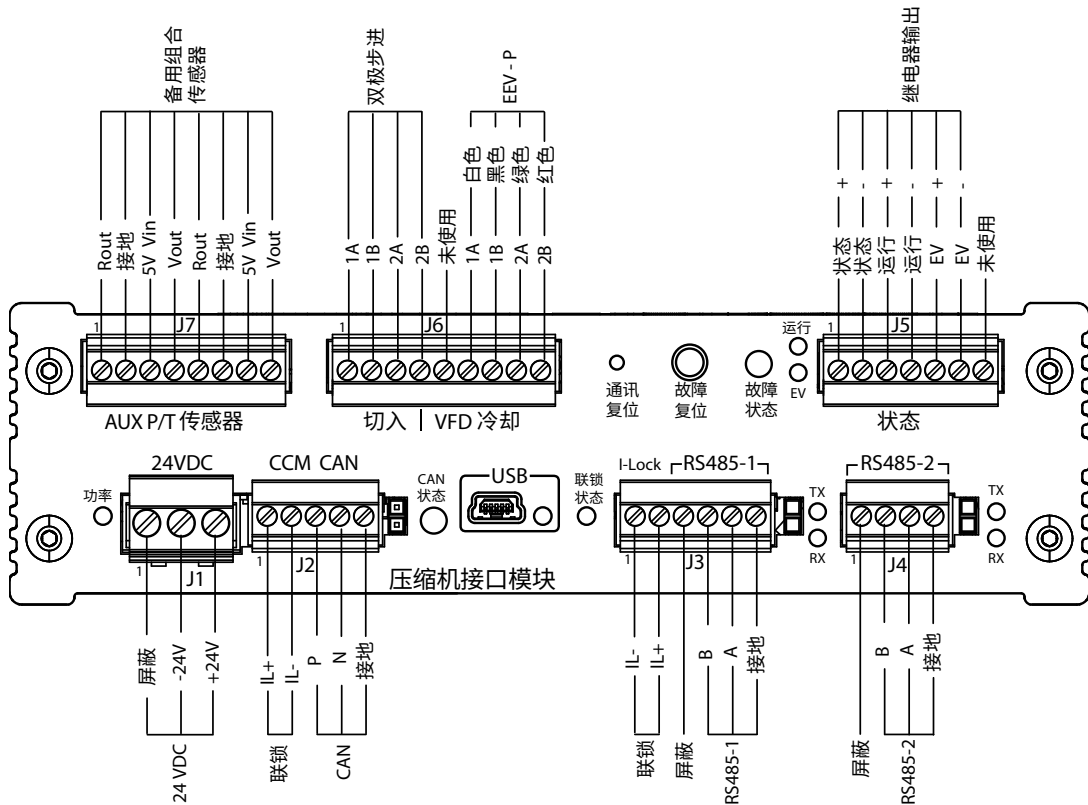 备用组合
传感器
双极步进
EEV - P
继电器输出
白色
黑色
绿色
红色
+
-
+
-
+
-
Rout
接地
5V Vin
Vout
Rout
接地
5V Vin
Vout
1A
1B
2A
2B
未使用
1A
1B
2A
2B
状态
状态
运行
运行
EV
EV
未使用
1
J7
1
J6
1
J5
运行
EV
通讯
复位
故障
复位
故障
状态
AUX P/T 传感器
切入 | VFD 冷却
状态
24VDC
CCM CAN
CAN
状态
USB
联锁
状态
I-Lock
RS485-1
RS485-2
功率
TX
RX
TX
RX
1
J1
1
J2
1
J3
1
J4
压缩机接口模块
屏蔽
-24V
+24V
IL+
IL-
P
N
接地
IL-
IL+
B
A
接地
B
A
接地
24 VDC
联锁
CAN
联锁
屏蔽
RS485-1
屏蔽
RS485-2